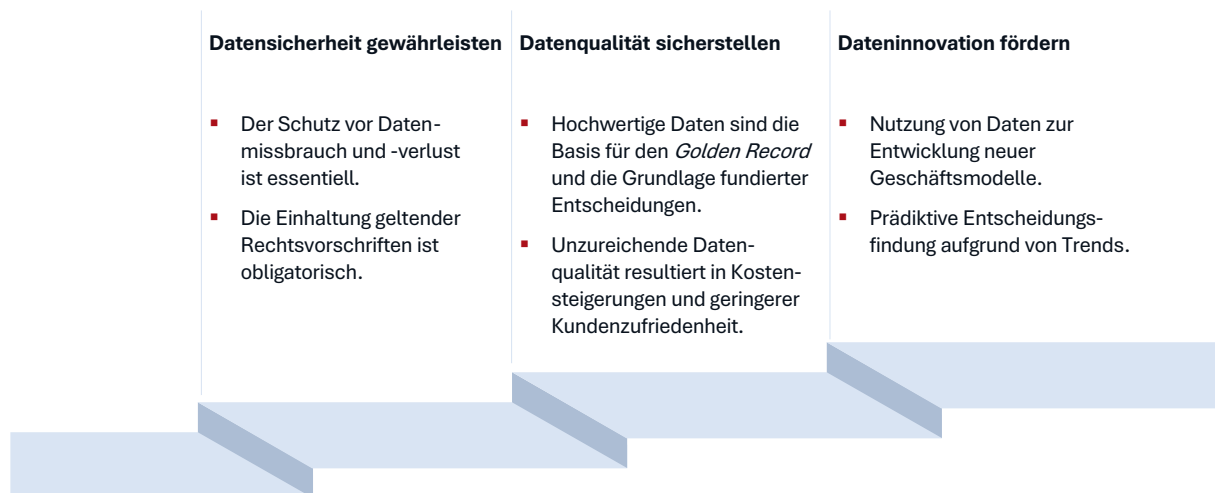 Datensicherheit gewährleisten
▪ Der Schutz vor Daten-
missbrauch und -verlust
ist essentiell.
▪ Die Einhaltung geltender
Rechtsvorschriften ist
obligatorisch.
Datenqualität sicherstellen
▪ Hochwertige Daten sind die
Basis für den Golden Record
und die Grundlage fundierter
Entscheidungen.
▪ Unzureichende Daten-
qualität resultiert in Kosten-
steigerungen und geringerer
Kundenzufriedenheit.
Dateninnovation fördern
▪ Nutzung von Daten zur
Entwicklung neuer
Geschäftsmodelle.
▪ Prädiktive Entscheidungs-
findung aufgrund von Trends.